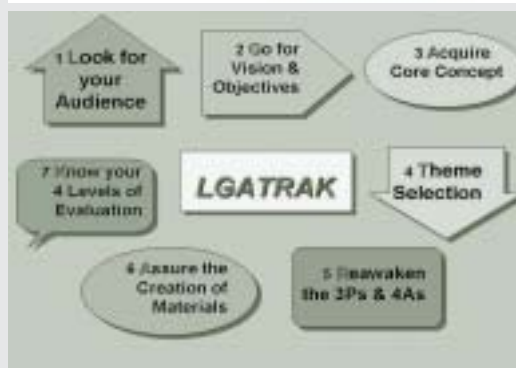 1 Look for
your
Audience
2 Go for
Vision &
Objectives
3 Acquire
Core Concept
7 Know your
4 Levels of
Evaluation
LGATRAK
4 Theme
Selection
6 Assure the
Creation of
Materials
5 Reawaken
the 3Ps & 4As